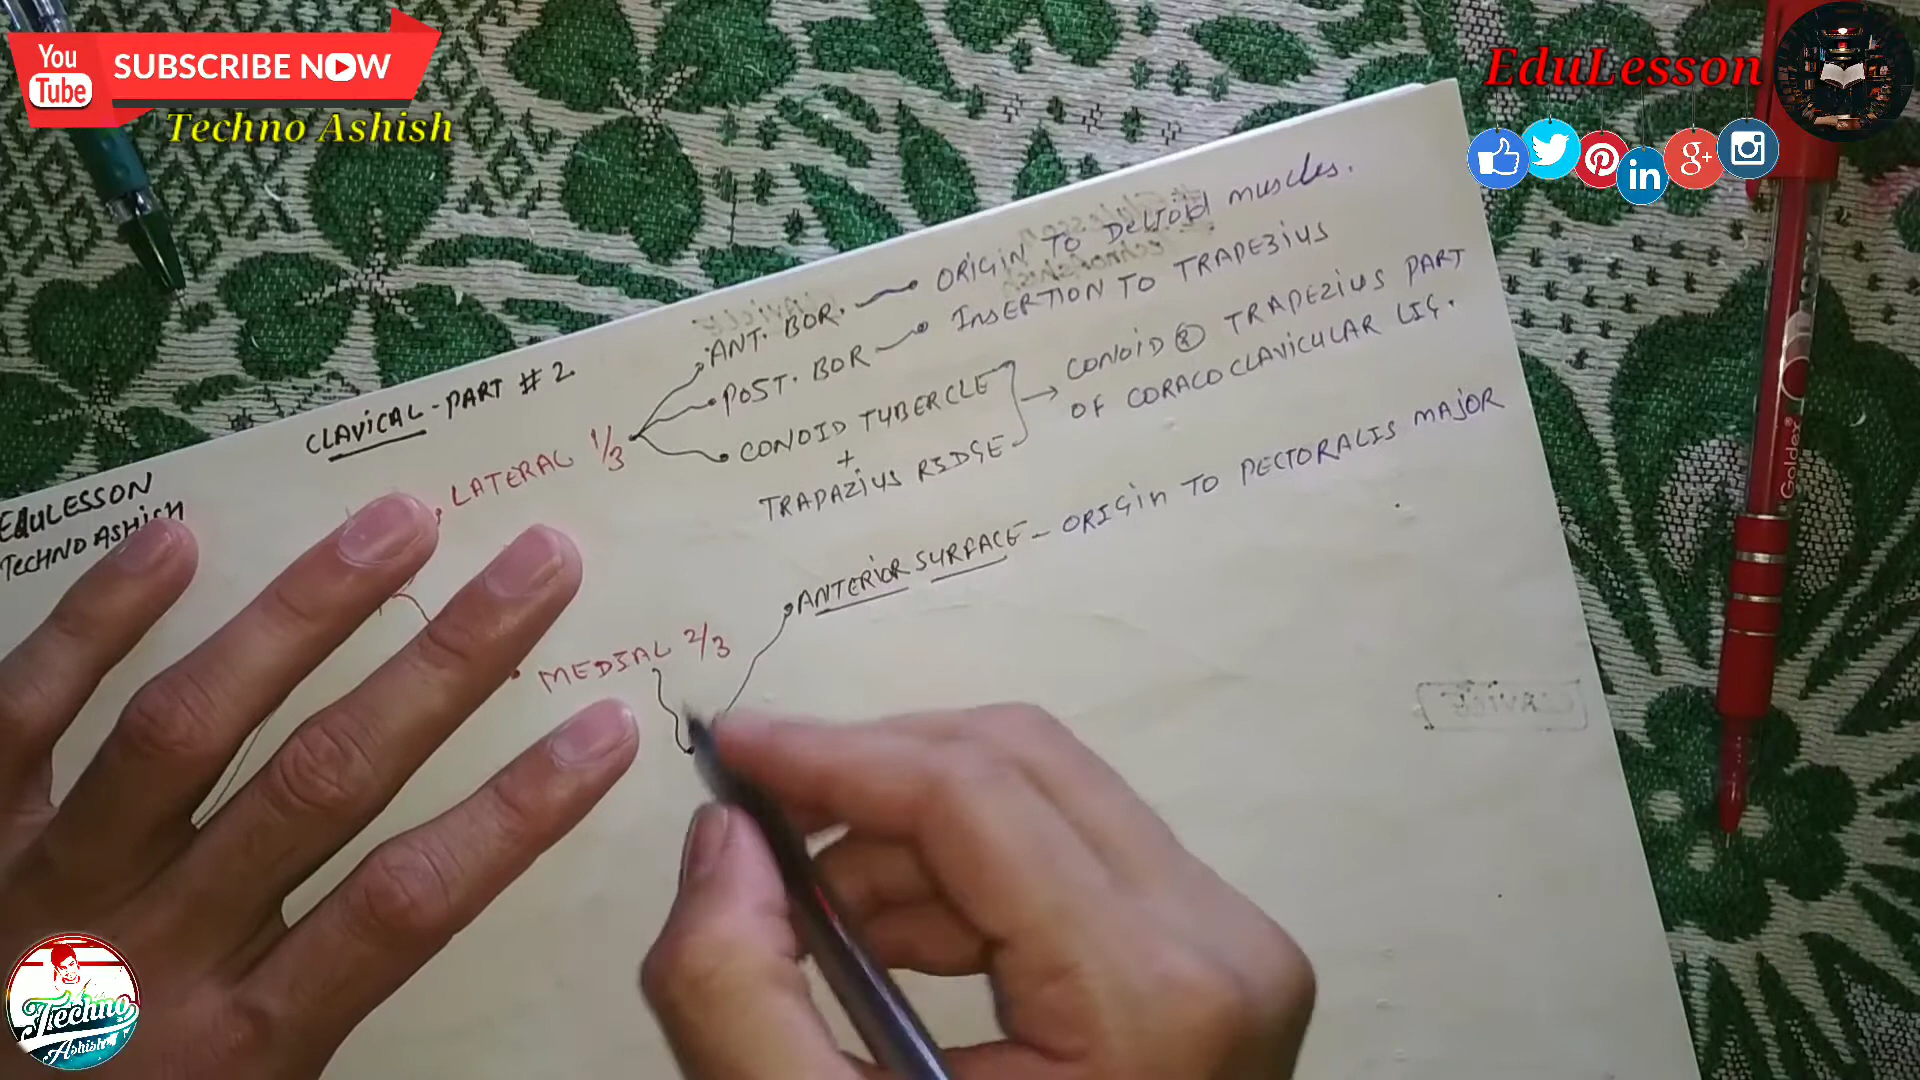 You
Tube
SUBSCRIBE NOW
Techno Ashish
EduLesson
EduLESSON
TECHNO ASHISH
CLAVICAL - PART # 2.
LATERAL 1/3
ANT. BOR. — ORIGIN TO DELTOID muscles.
POST. BOR — INSERTION TO TRAPEZIUS
CONOID TUBERCLE
+
TRAPAZIUS RIDGE
CONOID & TRAPEZIUS PART
OF CORACOCLAVICULAR LIG.
MEDIAL 2/3
ANTERIOR SURFACE - ORIGIN TO PECTORALIS MAJOR
Goldex
Techno
Ashish